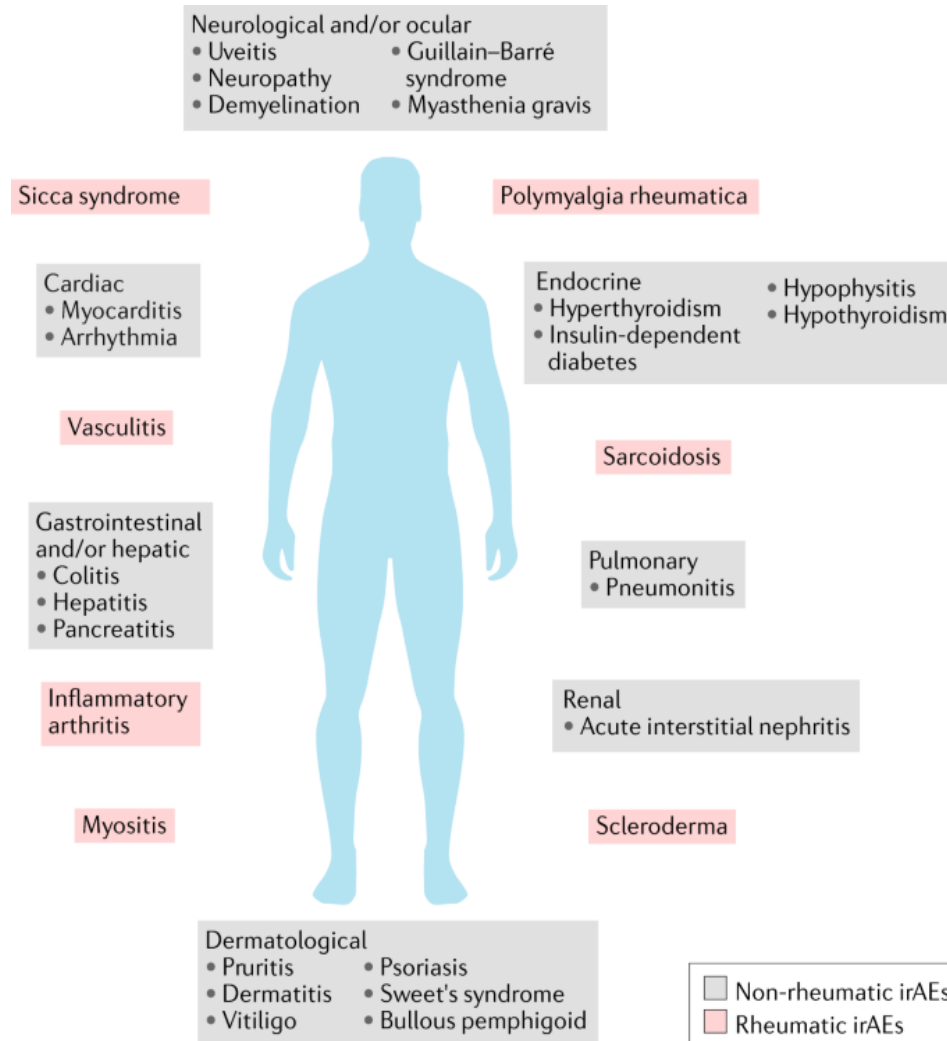 Neurological and/or ocular
• Uveitis
• Neuropathy
• Demyelination
• Guillain–Barré
syndrome
• Myasthenia gravis
Sicca syndrome
Polymyalgia rheumatica
Cardiac
• Myocarditis
• Arrhythmia
Endocrine
• Hyperthyroidism
• Insulin-dependent
diabetes
• Hypophysitis
• Hypothyroidism
Vasculitis
Sarcoidosis
Gastrointestinal
and/or hepatic
• Colitis
• Hepatitis
• Pancreatitis
Pulmonary
• Pneumonitis
Inflammatory
arthritis
Renal
• Acute interstitial nephritis
Myositis
Scleroderma
Dermatological
• Pruritis
• Dermatitis
• Vitiligo
• Psoriasis
• Sweet's syndrome
• Bullous pemphigoid
Non-rheumatic irAEs
Rheumatic irAEs